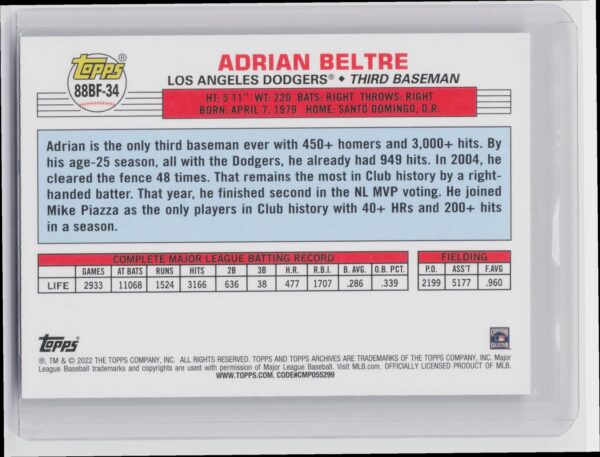 Topps
88BF-34
ADRIAN BELTRE
LOS ANGELES DODGERS® ♦ THIRD BASEMAN
HT: 5'11" WT: 220 BATS: RIGHT THROWS: RIGHT
BORN: APRIL 7, 1979 HOME: SANTO DOMINGO, D.R.
Adrian is the only third baseman ever with 450+ homers and 3,000+ hits. By
his age-25 season, all with the Dodgers, he already had 949 hits. In 2004, he
cleared the fence 48 times. That remains the most in Club history by a right-
handed batter. That year, he finished second in the NL MVP voting. He joined
Mike Piazza as the only players in Club history with 40+ HRs and 200+ hits
in a season.
COMPLETE MAJOR LEAGUE BATTING RECORD FIELDING
GAMES AT BATS RUNS HITS 2B 3B H.R. R.B.I. B. AVG. O.B. PCT. P.O. ASS'T F.AVG
LIFE 2933 11068 1524 3166 636 38 477 1707 .286 .339 2199 5177 .960
Topps
®, TM & © 2022 THE TOPPS COMPANY, INC. ALL RIGHTS RESERVED. TOPPS AND TOPPS ARCHIVES ARE TRADEMARKS OF THE TOPPS COMPANY, INC. Major
League Baseball trademarks and copyrights are used with permission of Major League Baseball. Visit MLB.com. OFFICIALLY LICENSED PRODUCT OF MLB.
WWW.TOPPS.COM. CODE#CMP055299